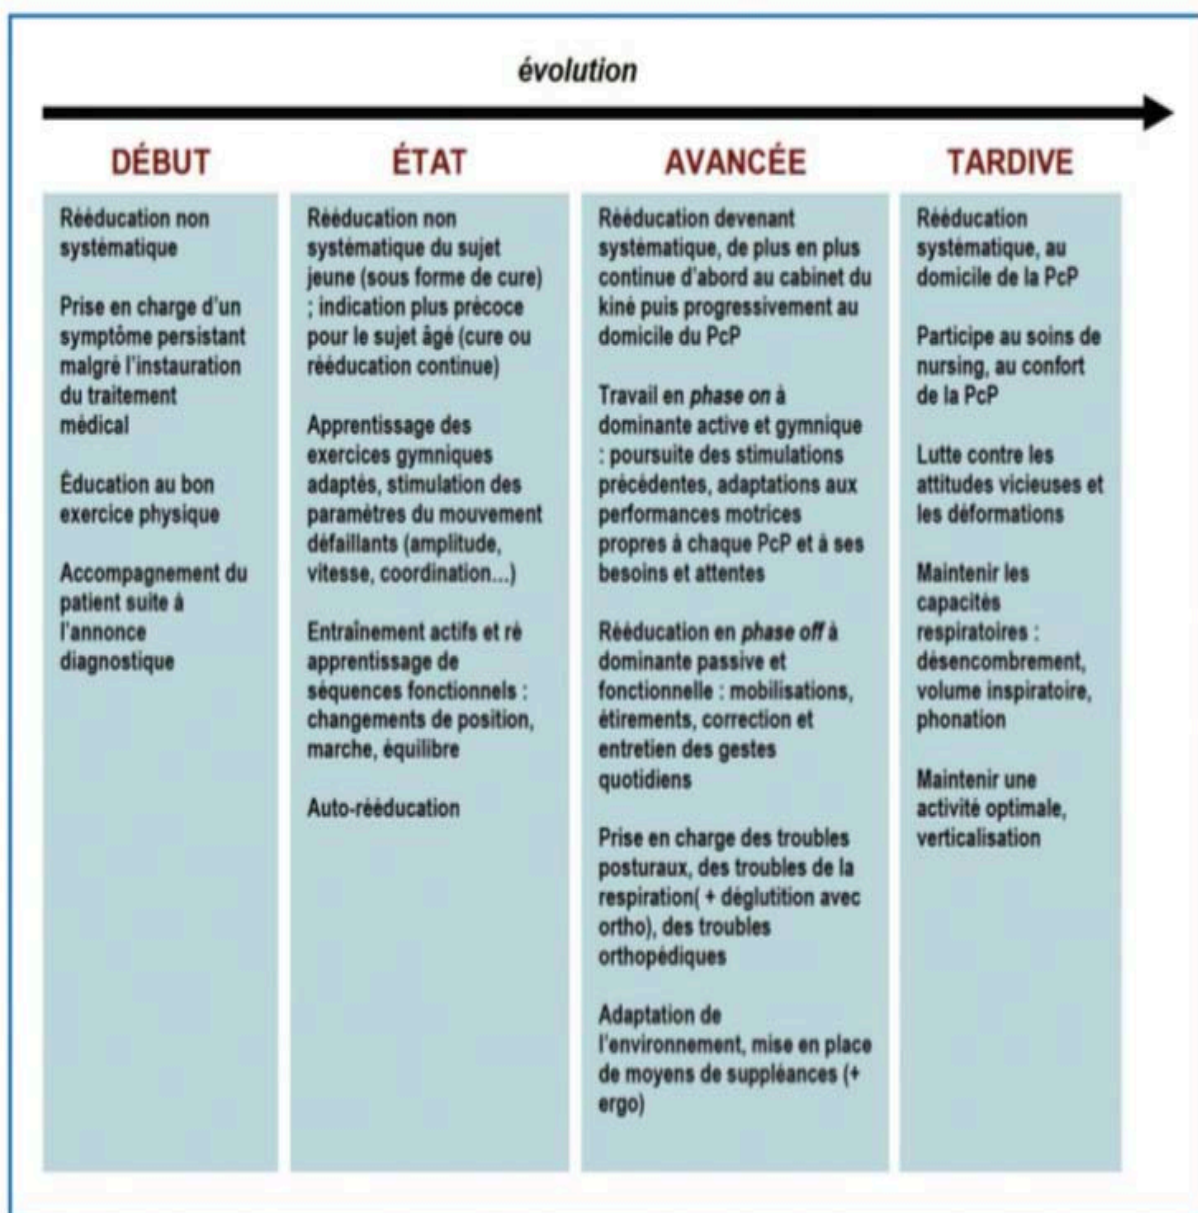 évolution
DÉBUT
Rééducation non
systématique
Prise en charge d'un
symptôme persistant
malgré l'instauration
du traitement
médical
Éducation au bon
exercice physique
Accompagnement du
patient suite à
l'annonce
diagnostique
ÉTAT
Rééducation non
systématique du sujet
jeune (sous forme de cure)
; indication plus précoce
pour le sujet âgé (cure ou
rééducation continue)
Apprentissage des
exercices gymniques
adaptés, stimulation des
paramètres du mouvement
défaillants (amplitude,
vitesse, coordination...)
Entraînement actifs et ré
apprentissage de
séquences fonctionnels :
changements de position,
marche, équilibre
Auto-rééducation
AVANCÉE
Rééducation devenant
systématique, de plus en plus
continue d'abord au cabinet du
kiné puis progressivement au
domicile du PcP
Travail en phase on à
dominante active et gymnique
: poursuite des stimulations
précédentes, adaptations aux
performances motrices
propres à chaque PcP et à ses
besoins et attentes
Rééducation en phase off à
dominante passive et
fonctionnelle : mobilisations,
étirements, correction et
entretien des gestes
quotidiens
Prise en charge des troubles
posturaux, des troubles de la
respiration( + déglutition avec
ortho), des troubles
orthopédiques
Adaptation de
l'environnement, mise en place
de moyens de suppléances (+
ergo)
TARDIVE
Rééducation
systématique, au
domicile de la PcP
Participe au soins de
nursing, au confort
de la PcP
Lutte contre les
attitudes vicieuses et
les déformations
Maintenir les
capacités
respiratoires :
désencombrement,
volume inspiratoire,
phonation
Maintenir une
activité optimale,
verticalisation